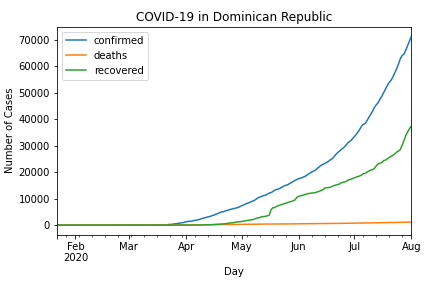 COVID-19 in Dominican Republic
confirmed
deaths
recovered
Number of Cases
70000
60000
50000
40000
30000
20000
10000
0
Feb Mar Apr May Jun Jul Aug
2020
Day